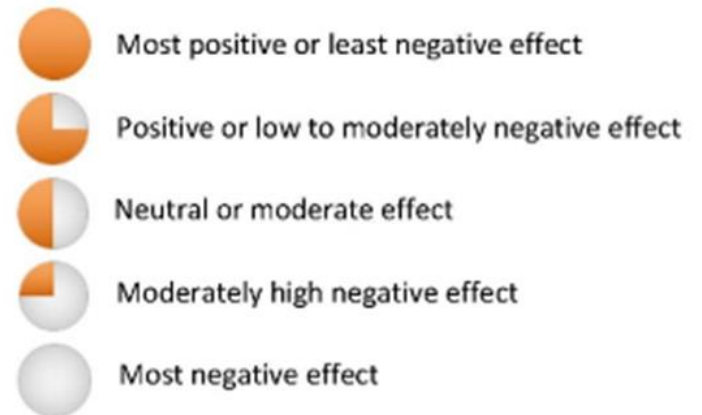 Most positive or least negative effect
Positive or low to moderately negative effect
Neutral or moderate effect
Moderately high negative effect
Most negative effect